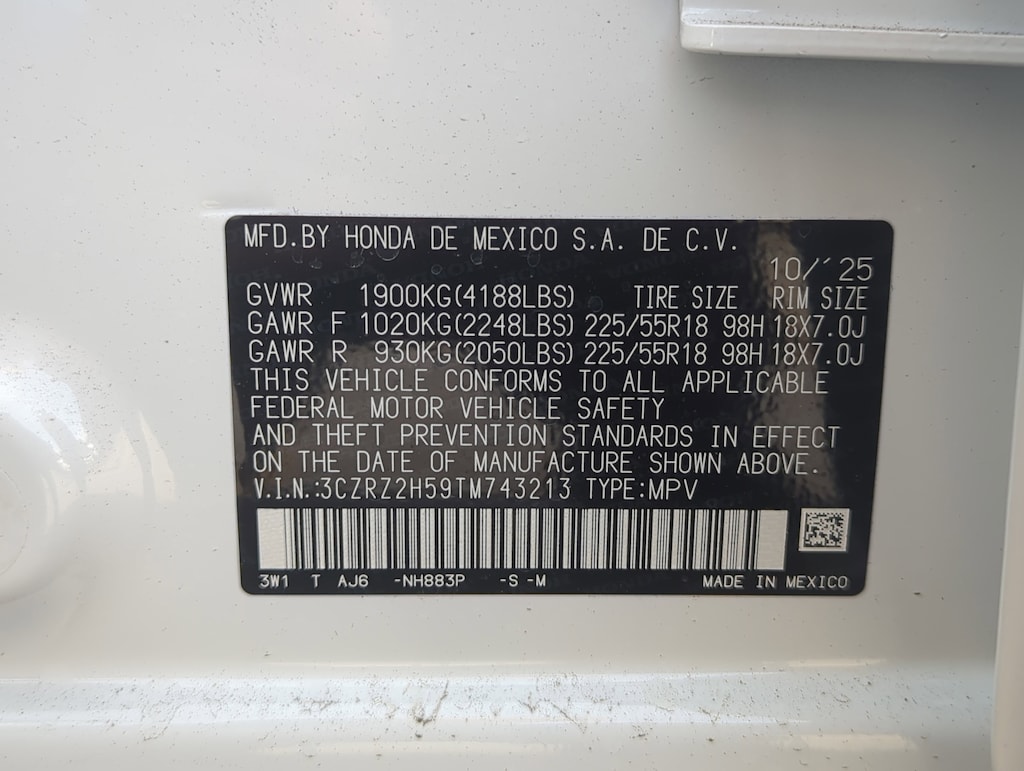 MFD.BY HONDA DE MEXICO S.A. DE C.V.
10/'25
GVWR 1900KG(4188LBS) TIRE SIZE RIM SIZE
GAWR F 1020KG(2248LBS) 225/55R18 98H 18X7.0J
GAWR R 930KG(2050LBS) 225/55R18 98H 18X7.0J
THIS VEHICLE CONFORMS TO ALL APPLICABLE
FEDERAL MOTOR VEHICLE SAFETY
AND THEFT PREVENTION STANDARDS IN EFFECT
ON THE DATE OF MANUFACTURE SHOWN ABOVE.
V.I.N.:3CZRZ2H59TM743213 TYPE:MPV
3W1 T AJ6 -NH883P -S -M MADE IN MEXICO